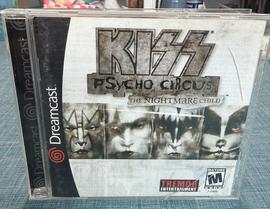 KISS
PSYCHO CIRCUS
THE NIGHTMARE CHILD
Dreamcast
Dreamcast
TREMOR
ENTERTAINMENT
MATURE
M